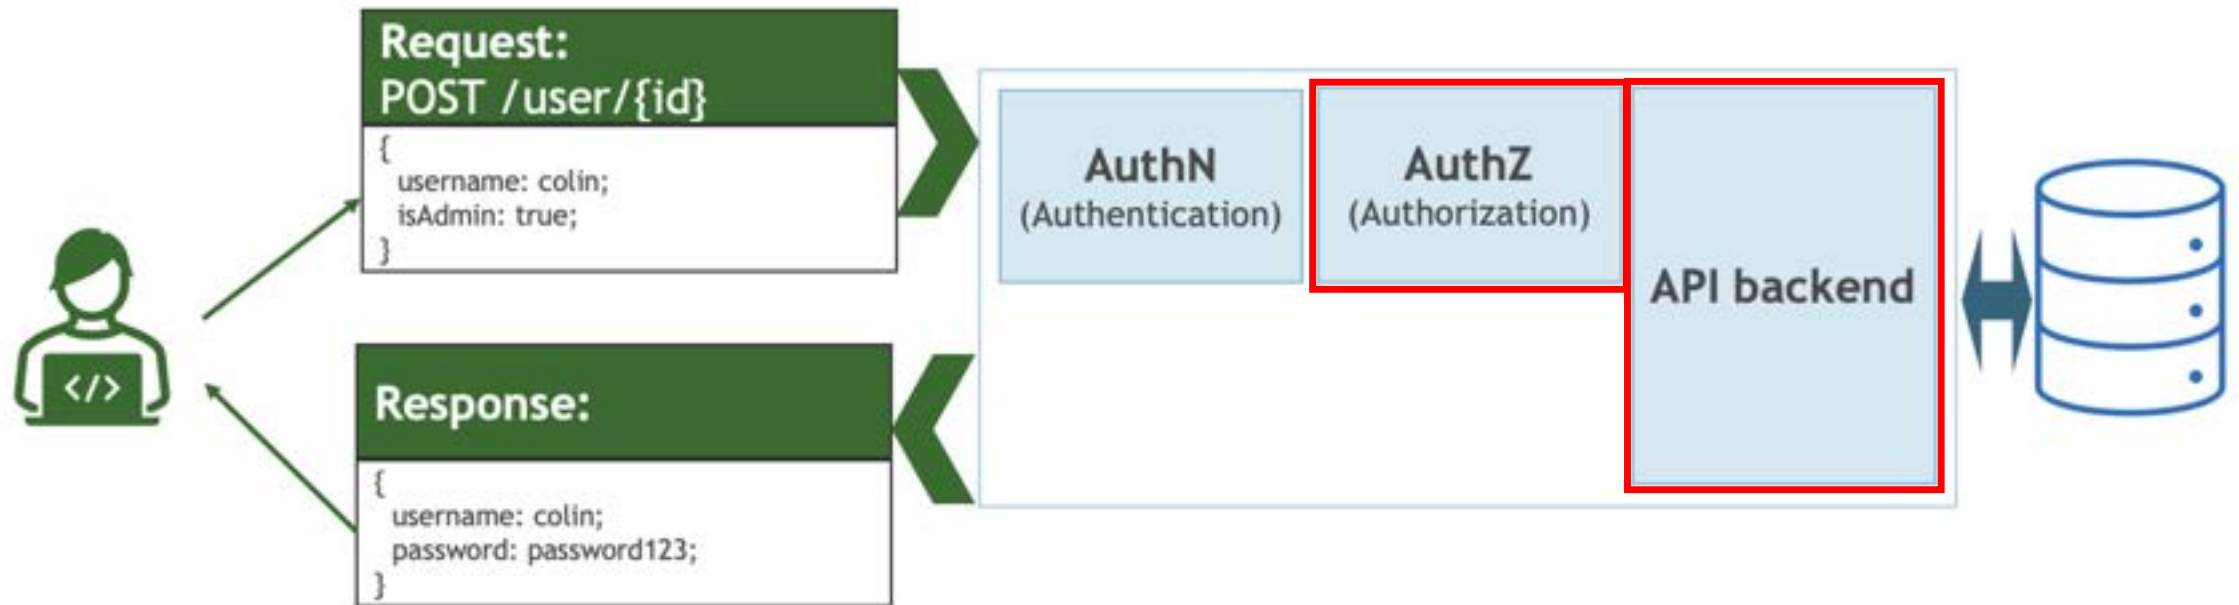 Request:
POST /user/{id}
{
username: colin;
isAdmin: true;
}
AuthN
(Authentication)
AuthZ
(Authorization)
API backend
</>
Response:
{
username: colin;
password: password123;
}